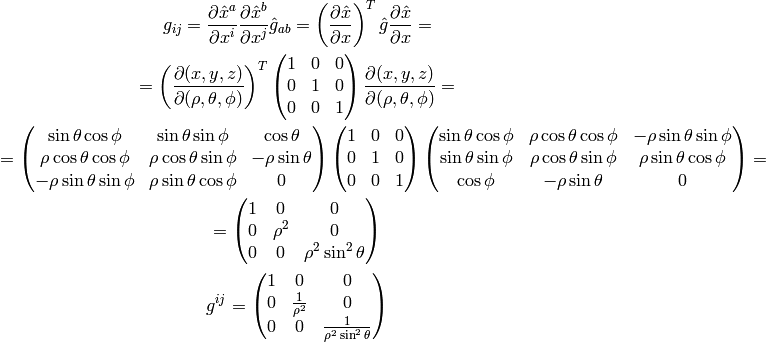 g_{ij} = \frac{\partial \hat{x}^a}{\partial x^i} \frac{\partial \hat{x}^b}{\partial x^j} \hat{g}_{ab} = \left( \frac{\partial \hat{x}}{\partial x} \right)^T \hat{g} \frac{\partial \hat{x}}{\partial x} =
= \left( \frac{\partial(x, y, z)}{\partial(\rho, \theta, \phi)} \right)^T \begin{pmatrix} 1 & 0 & 0 \\ 0 & 1 & 0 \\ 0 & 0 & 1 \end{pmatrix} \frac{\partial(x, y, z)}{\partial(\rho, \theta, \phi)} =
= \begin{pmatrix} \sin\theta\cos\phi & \sin\theta\sin\phi & \cos\theta \\ \rho\cos\theta\cos\phi & \rho\cos\theta\sin\phi & -\rho\sin\theta \\ -\rho\sin\theta\sin\phi & \rho\sin\theta\cos\phi & 0 \end{pmatrix} \begin{pmatrix} 1 & 0 & 0 \\ 0 & 1 & 0 \\ 0 & 0 & 1 \end{pmatrix} \begin{pmatrix} \sin\theta\cos\phi & \rho\cos\theta\cos\phi & -\rho\sin\theta\sin\phi \\ \sin\theta\sin\phi & \rho\cos\theta\sin\phi & \rho\sin\theta\cos\phi \\ \cos\phi & -\rho\sin\theta & 0 \end{pmatrix} =
= \begin{pmatrix} 1 & 0 & 0 \\ 0 & \rho^2 & 0 \\ 0 & 0 & \rho^2\sin^2\theta \end{pmatrix}
g^{ij} = \begin{pmatrix} 1 & 0 & 0 \\ 0 & \frac{1}{\rho^2} & 0 \\ 0 & 0 & \frac{1}{\rho^2\sin^2\theta} \end{pmatrix}